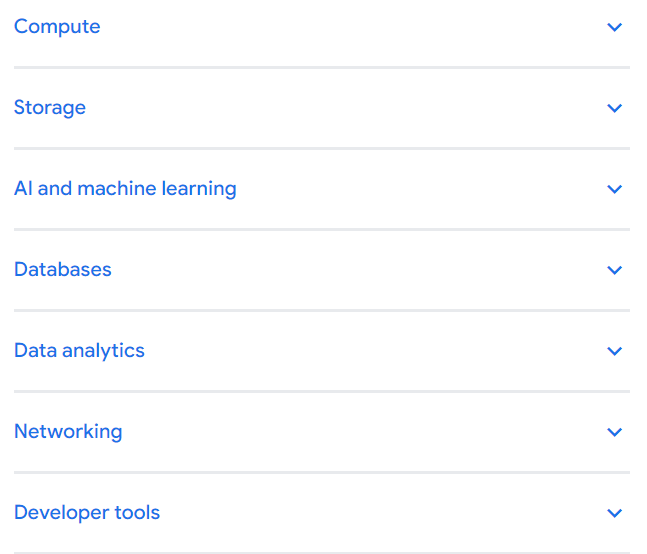 Compute
Storage
AI and machine learning
Databases
Data analytics
Networking
Developer tools